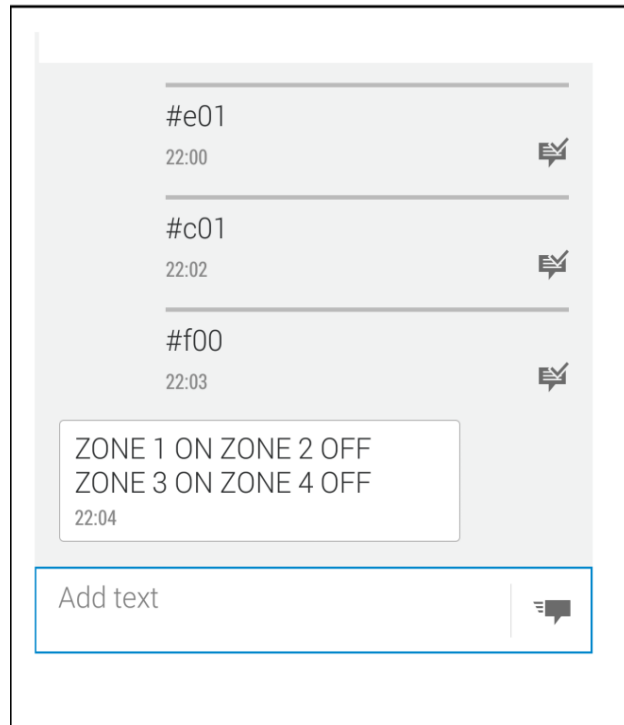 #e01
22:00
#c01
22:02
#f00
22:03
ZONE 1 ON ZONE 2 OFF
ZONE 3 ON ZONE 4 OFF
22:04
Add text